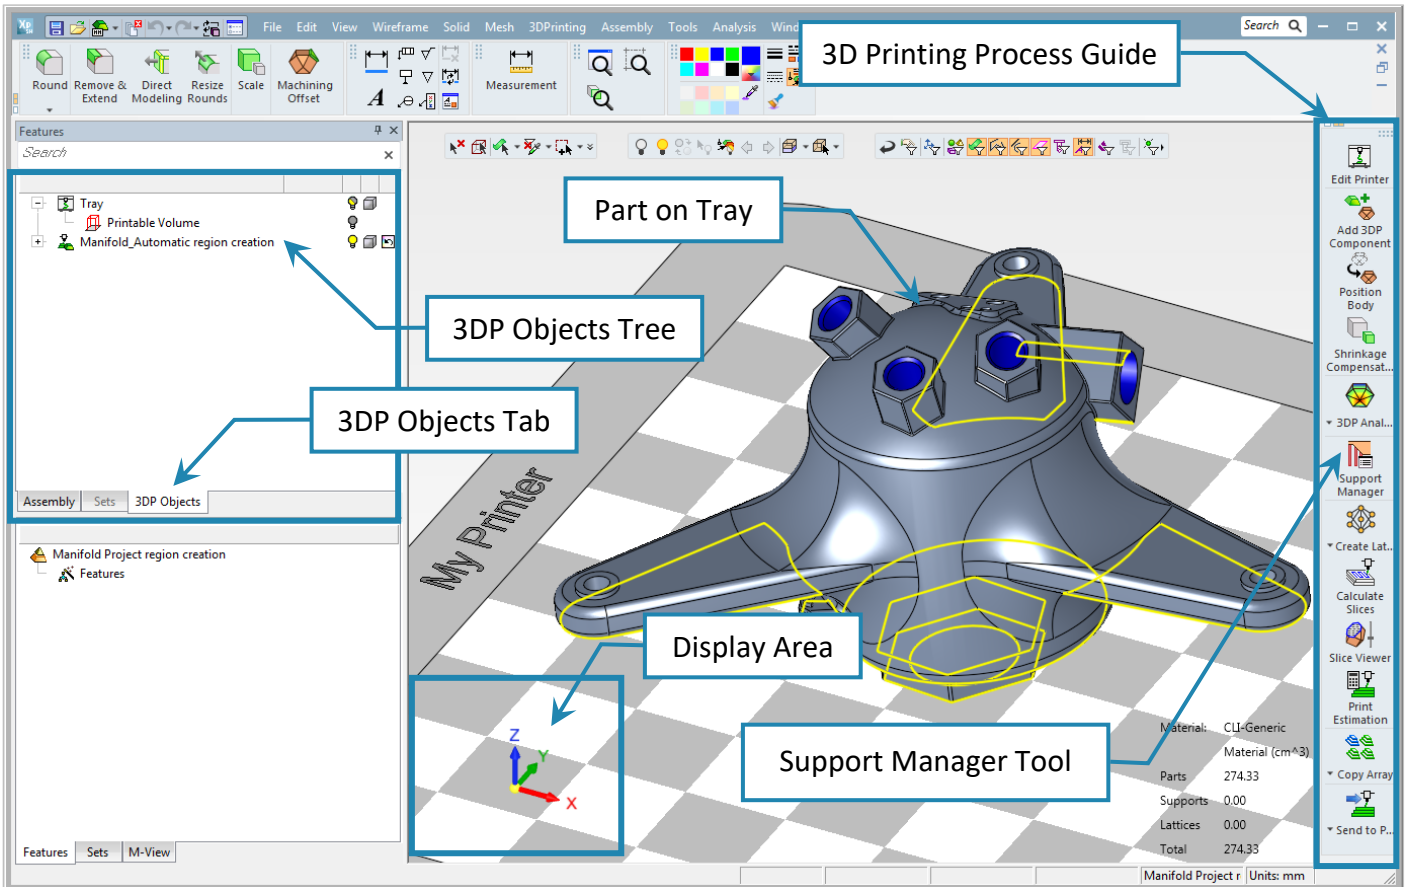 Xp
File Edit View Wireframe Solid Mesh 3DPrinting Assembly Tools Analysis Wind
Search
3D Printing Process Guide
Round
Remove & Extend
Direct Modeling
Resize Rounds
Scale
Machining Offset
A
Measurement
Features
Search
Tray
Printable Volume
Manifold_Automatic region creation
3DP Objects Tree
3DP Objects Tab
Assembly Sets 3DP Objects
Manifold Project region creation
Features
Features Sets M-View
Part on Tray
My Printer
Display Area
Z
Y
X
Support Manager Tool
Material: CLI-Generic
Material (cm^3)
Parts 274.33
Supports 0.00
Lattices 0.00
Total 274.33
Edit Printer
Add 3DP
Component
Position
Body
Shrinkage
Compensat...
3DP Anal...
Support
Manager
Create Lat..
Calculate
Slices
Slice Viewer
Print
Estimation
Copy Array
Send to P...
Manifold Project r Units: mm